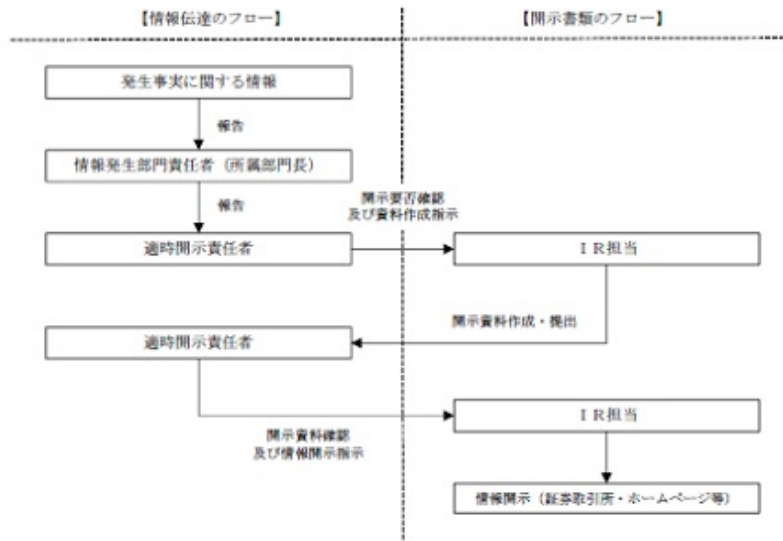 【情報伝達のフロー】
【開示書類のフロー】
発生事実に関する情報
報告
情報発生部門責任者（所属部門長）
報告
開示要否確認
及び資料作成指示
適時開示責任者
ＩＲ担当
開示資料作成・提出
適時開示責任者
ＩＲ担当
開示資料確認
及び情報開示指示
情報開示（証券取引所・ホームページ等）